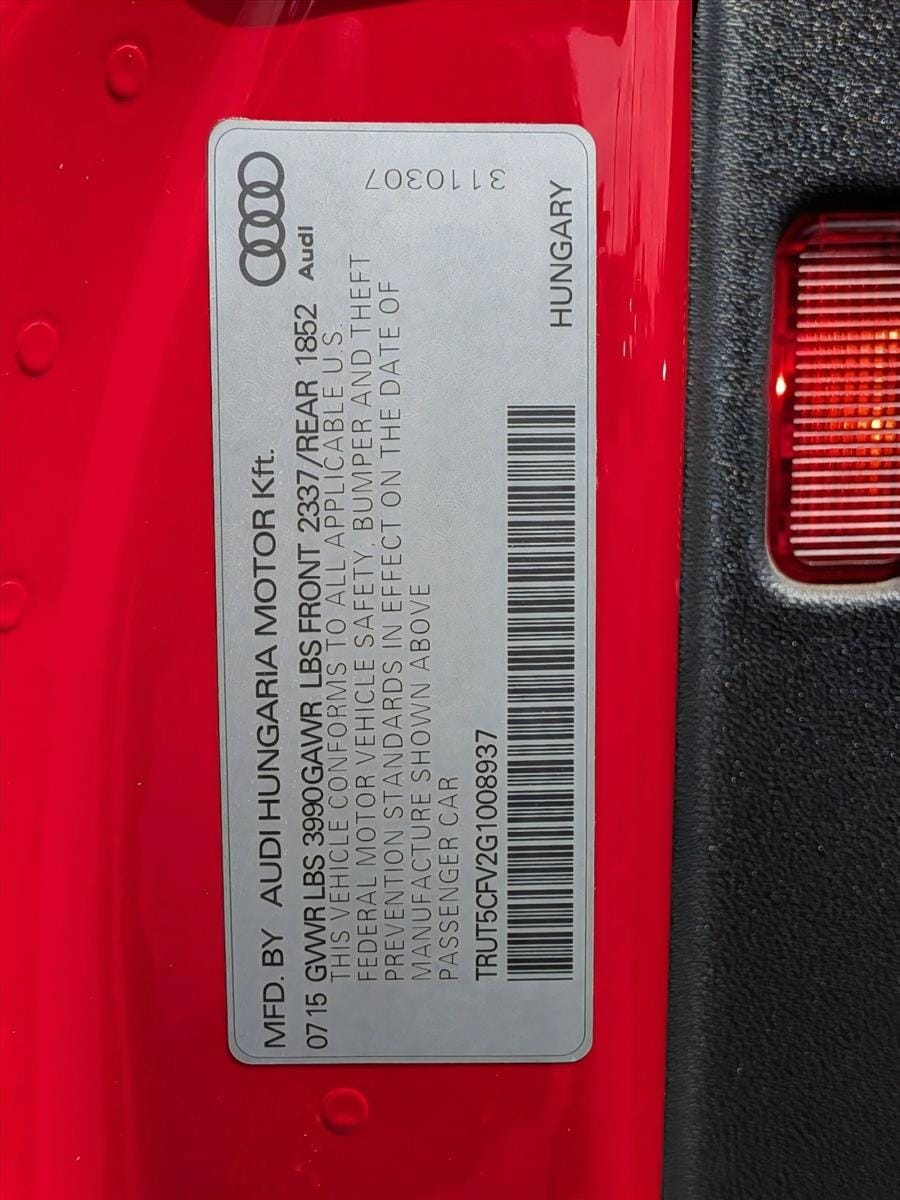 MFD. BY AUDI HUNGARIA MOTOR Kft.
Audi
0715 GVWR LBS 3990GAWR LBS FRONT 2337/REAR 1852
THIS VEHICLE CONFORMS TO ALL APPLICABLE U.S.
FEDERAL MOTOR VEHICLE SAFETY, BUMPER AND THEFT
PREVENTION STANDARDS IN EFFECT ON THE DATE OF
MANUFACTURE SHOWN ABOVE
PASSENGER CAR
TRUT5CFV2G1008937
HUNGARY
3110307